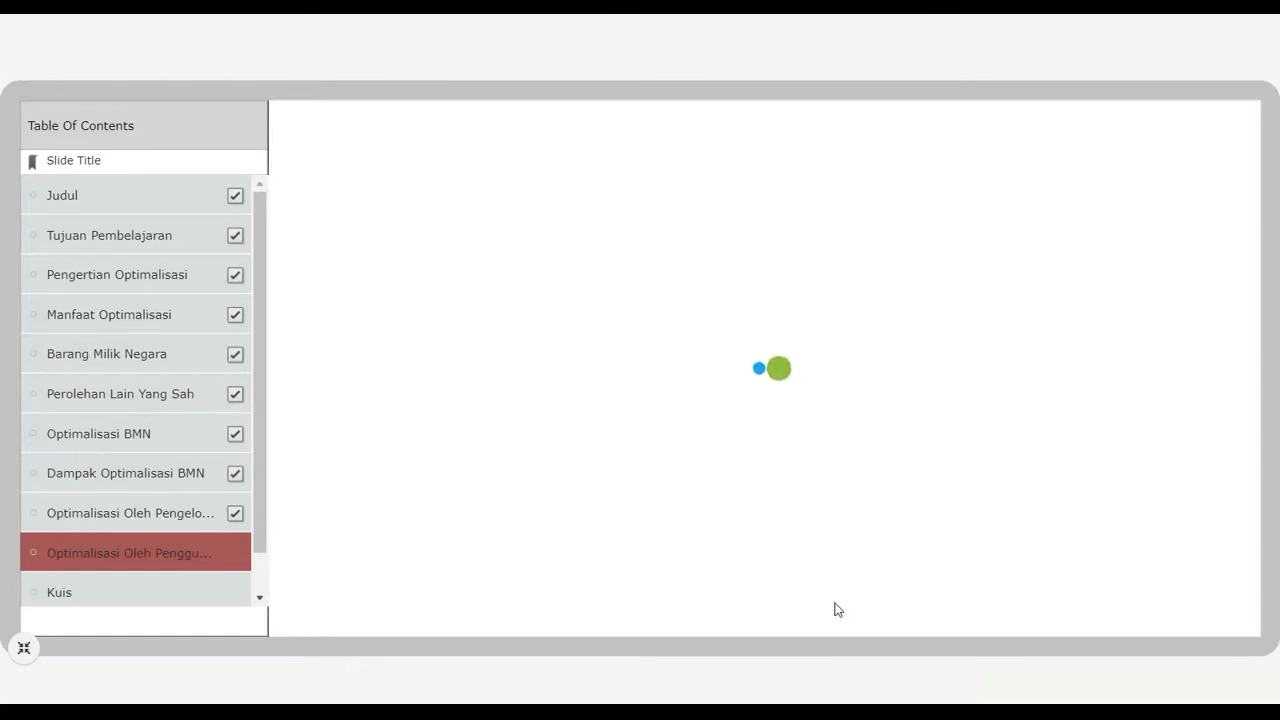 Table Of Contents
Slide Title
Judul
Tujuan Pembelajaran
Pengertian Optimalisasi
Manfaat Optimalisasi
Barang Milik Negara
Perolehan Lain Yang Sah
Optimalisasi BMN
Dampak Optimalisasi BMN
Optimalisasi Oleh Pengelo...
Optimalisasi Oleh Penggu...
Kuis